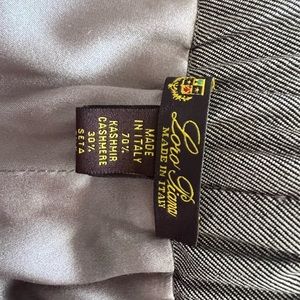 Loro Piana
MADE IN ITALY
MADE
IN ITALY
70%
KASHMIR
CASHMERE
30%
SETA